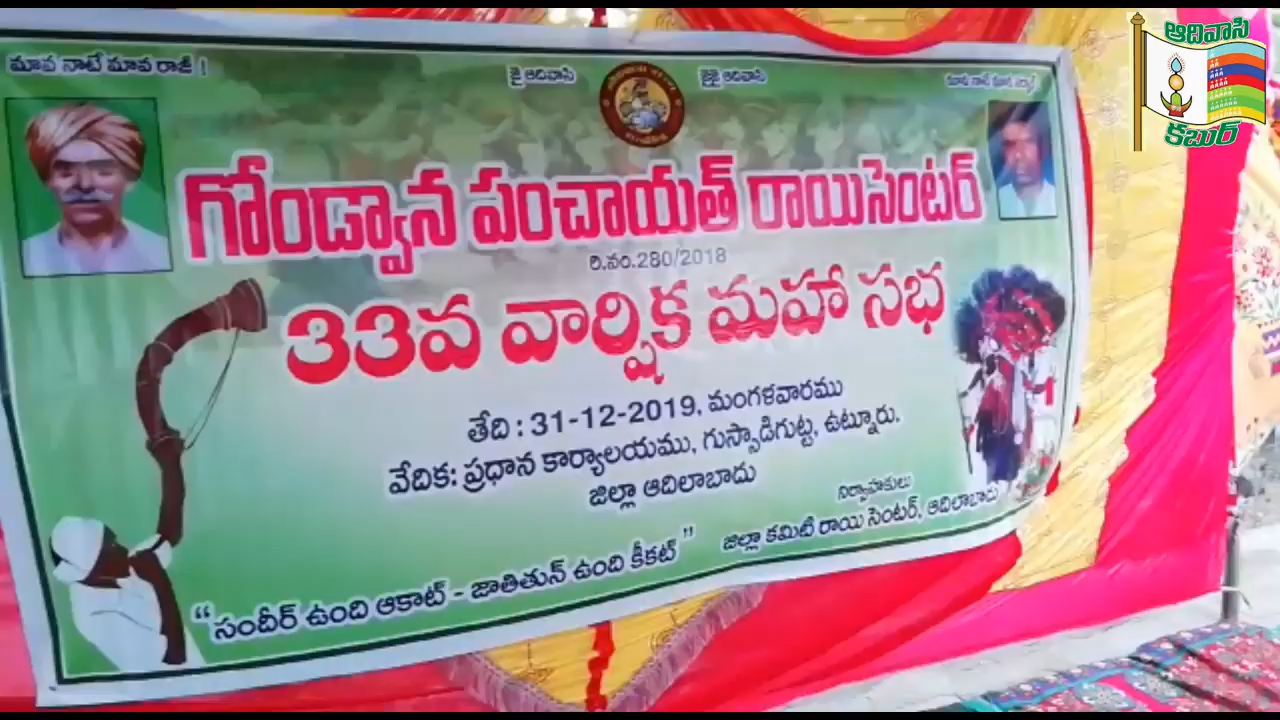 మావ నాటే మావ రాజ్ !
జై ఆదివాసి
జైజై ఆదివాసి
గోండ్వాన పంచాయత్ రాయిసెంటర్
రి.నం.280/2018
33వ వార్షిక మహా సభ
తేది : 31-12-2019, మంగళవారము
వేదిక: ప్రధాన కార్యాలయము, గుస్సాడిగుట్ట, ఉట్నూరు.
జిల్లా ఆదిలాబాదు
నిర్వాహకులు
జిల్లా కమిటి రాయి సెంటర్, ఆదిలాబాదు
“సందీర్ ఉంది ఆకాట్ - జాతితున్ ఉంది కీకట్”
ఆదివాసి
కబుర్